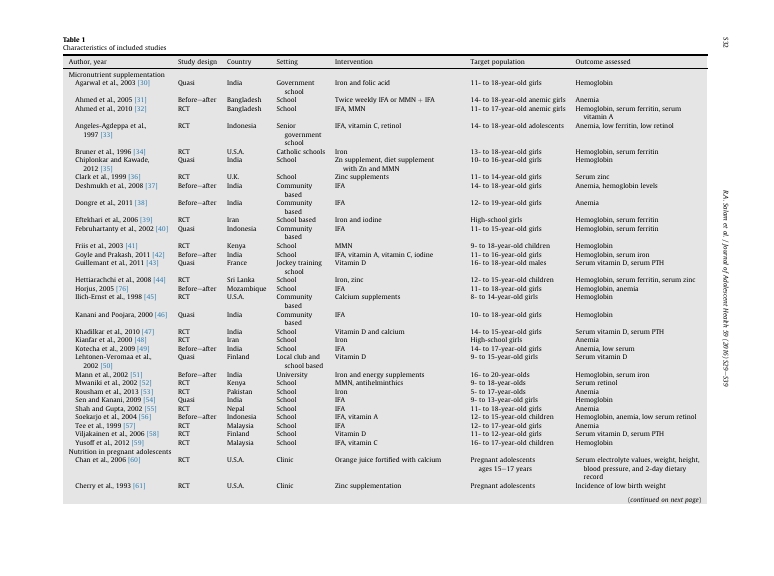 Table 1
Characteristics of included studies
Author, year Study design Country Setting Intervention Target population Outcome assessed
Micronutrient supplementation
Agarwal et al., 2003 [30] Quasi India Government Iron and folic acid 11- to 18-year-old girls Hemoglobin
school
Ahmed et al., 2005 [31] Before–after Bangladesh School Twice weekly IFA or MMN + IFA 14- to 18-year-old anemic girls Anemia
Ahmed et al., 2010 [32] RCT Bangladesh School IFA, MMN 11- to 17-year-old anemic girls Hemoglobin, serum ferritin, serum
vitamin A
Angeles-Agdeppa et al., RCT Indonesia Senior IFA, vitamin C, retinol 14- to 18-year-old adolescents Anemia, low ferritin, low retinol
1997 [33] government
school
Bruner et al., 1996 [34] RCT U.S.A. Catholic schools Iron 13- to 18-year-old girls Hemoglobin, serum ferritin
Chiplonkar and Kawade, Quasi India School Zn supplement, diet supplement 10- to 16-year-old girls Hemoglobin
2012 [35] with Zn and MMN
Clark et al., 1999 [36] RCT U.K. School Zinc supplements 11- to 14-year-old girls Serum zinc
Deshmukh et al., 2008 [37] Before–after India Community IFA 14- to 18-year-old girls Anemia, hemoglobin levels
based
Dongre et al., 2011 [38] Before–after India Community IFA 12- to 19-year-old girls Anemia
based
Eftekhari et al., 2006 [39] RCT Iran School based Iron and iodine High-school girls Hemoglobin, serum ferritin
Februhartanty et al., 2002 [40] Quasi Indonesia Community IFA 11- to 15-year-old girls Hemoglobin, serum ferritin
based
Friis et al., 2003 [41] RCT Kenya School MMN 9- to 18-year-old children Hemoglobin
Goyle and Prakash, 2011 [42] Before–after India School IFA, vitamin A, vitamin C, iodine 11- to 16-year-old girls Hemoglobin, serum iron
Guillemant et al., 2011 [43] Quasi France Jockey training Vitamin D 16- to 18-year-old males Serum vitamin D, serum PTH
school
Hettiarachchi et al., 2008 [44] RCT Sri Lanka School Iron, zinc 12- to 15-year-old children Hemoglobin, serum ferritin, serum zinc
Horjus, 2005 [76] Before–after Mozambique School IFA 11- to 18-year-old girls Hemoglobin, anemia
Ilich-Ernst et al., 1998 [45] RCT U.S.A. Community Calcium supplements 8- to 14-year-old girls Hemoglobin
based
Kanani and Poojara, 2000 [46] Quasi India Community IFA 10- to 18-year-old girls Hemoglobin
based
Khadilkar et al., 2010 [47] RCT India School Vitamin D and calcium 14- to 15-year-old girls Serum vitamin D, serum PTH
Kianfar et al., 2000 [48] RCT Iran School Iron High-school girls Anemia
Kotecha et al., 2009 [49] Before–after India School IFA 14- to 17-year-old girls Anemia, low serum
Lehtonen-Veromaa et al., Quasi Finland Local club and Vitamin D 9- to 15-year-old girls Serum vitamin D
2002 [50] school based
Mann et al., 2002 [51] Before–after India University Iron and energy supplements 16- to 20-year-olds Hemoglobin, serum iron
Mwaniki et al., 2002 [52] RCT Kenya School MMN, antihelminthics 9- to 18-year-olds Serum retinol
Rousham et al., 2013 [53] RCT Pakistan School Iron 5- to 17-year-olds Anemia
Sen and Kanani, 2009 [54] Quasi India School IFA 9- to 13-year-old girls Hemoglobin
Shah and Gupta, 2002 [55] RCT Nepal School IFA 11- to 18-year-old girls Anemia
Soekarjo et al., 2004 [56] Before–after Indonesia School IFA, vitamin A 12- to 15-year-old children Hemoglobin, anemia, low serum retinol
Tee et al., 1999 [57] RCT Malaysia School IFA 12- to 17-year-old girls Anemia
Viljakainen et al., 2006 [58] RCT Finland School Vitamin D 11- to 12-year-old girls Serum vitamin D, serum PTH
Yusoff et al., 2012 [59] RCT Malaysia School IFA, vitamin C 16- to 17-year-old children Hemoglobin
Nutrition in pregnant adolescents
Chan et al., 2006 [60] RCT U.S.A. Clinic Orange juice fortified with calcium Pregnant adolescents Serum electrolyte values, weight, height,
ages 15–17 years blood pressure, and 2-day dietary
record
Cherry et al., 1993 [61] RCT U.S.A. Clinic Zinc supplementation Pregnant adolescents Incidence of low birth weight
(continued on next page)
S32
R.A. Salam et al. / Journal of Adolescent Health 59 (2016) S29–S39